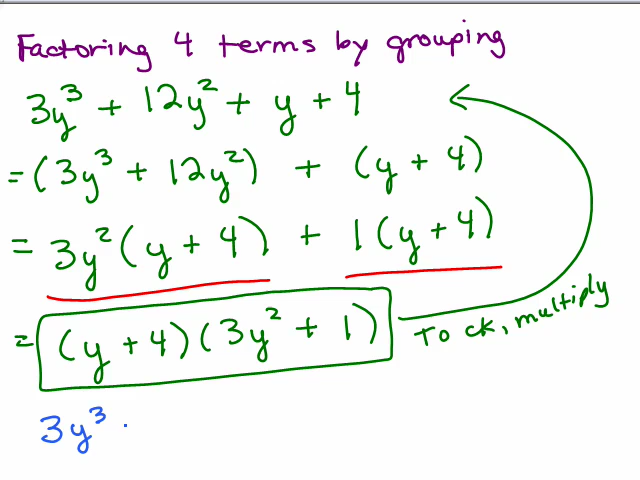 Factoring 4 terms by grouping
3y³ + 12y² + y + 4
= (3y³ + 12y²) + (y + 4)
= 3y²(y + 4) + 1(y + 4)
= (y + 4)(3y² + 1)
To ck, multiply
3y³ ·